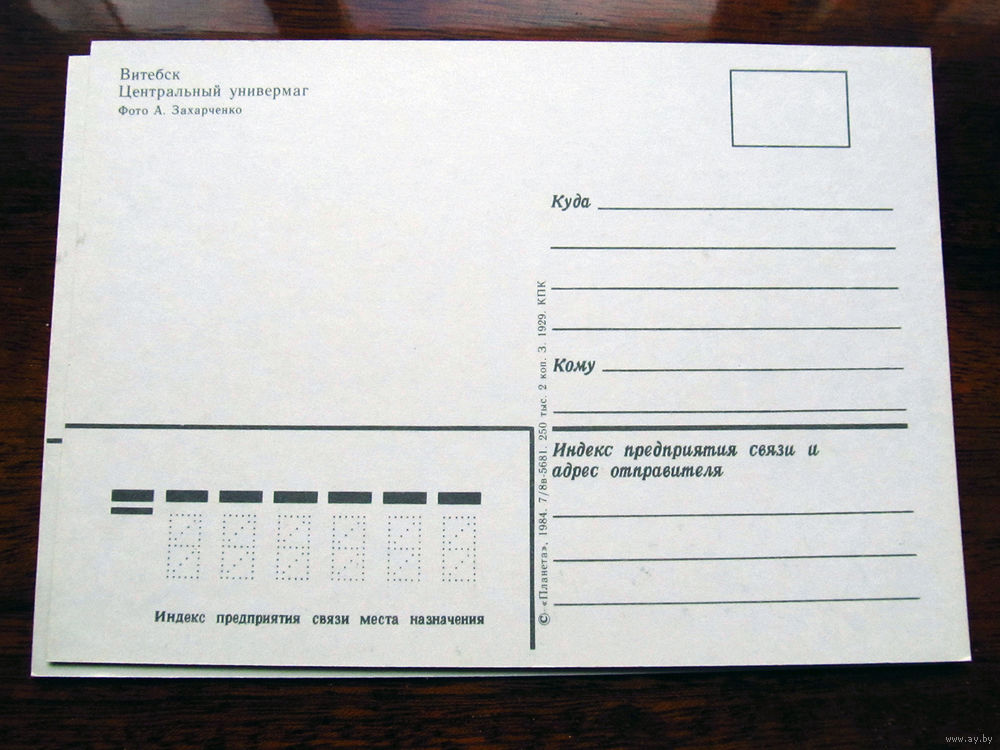 Витебск
Центральный универмаг
Фото А. Захарченко
Куда
Кому
© «Планета», 1984. 7/8в-5681. 250 тыс. 2 коп. З. 1929. КПК
Индекс предприятия связи и
адрес отправителя
Индекс предприятия связи места назначения
www.ay.by